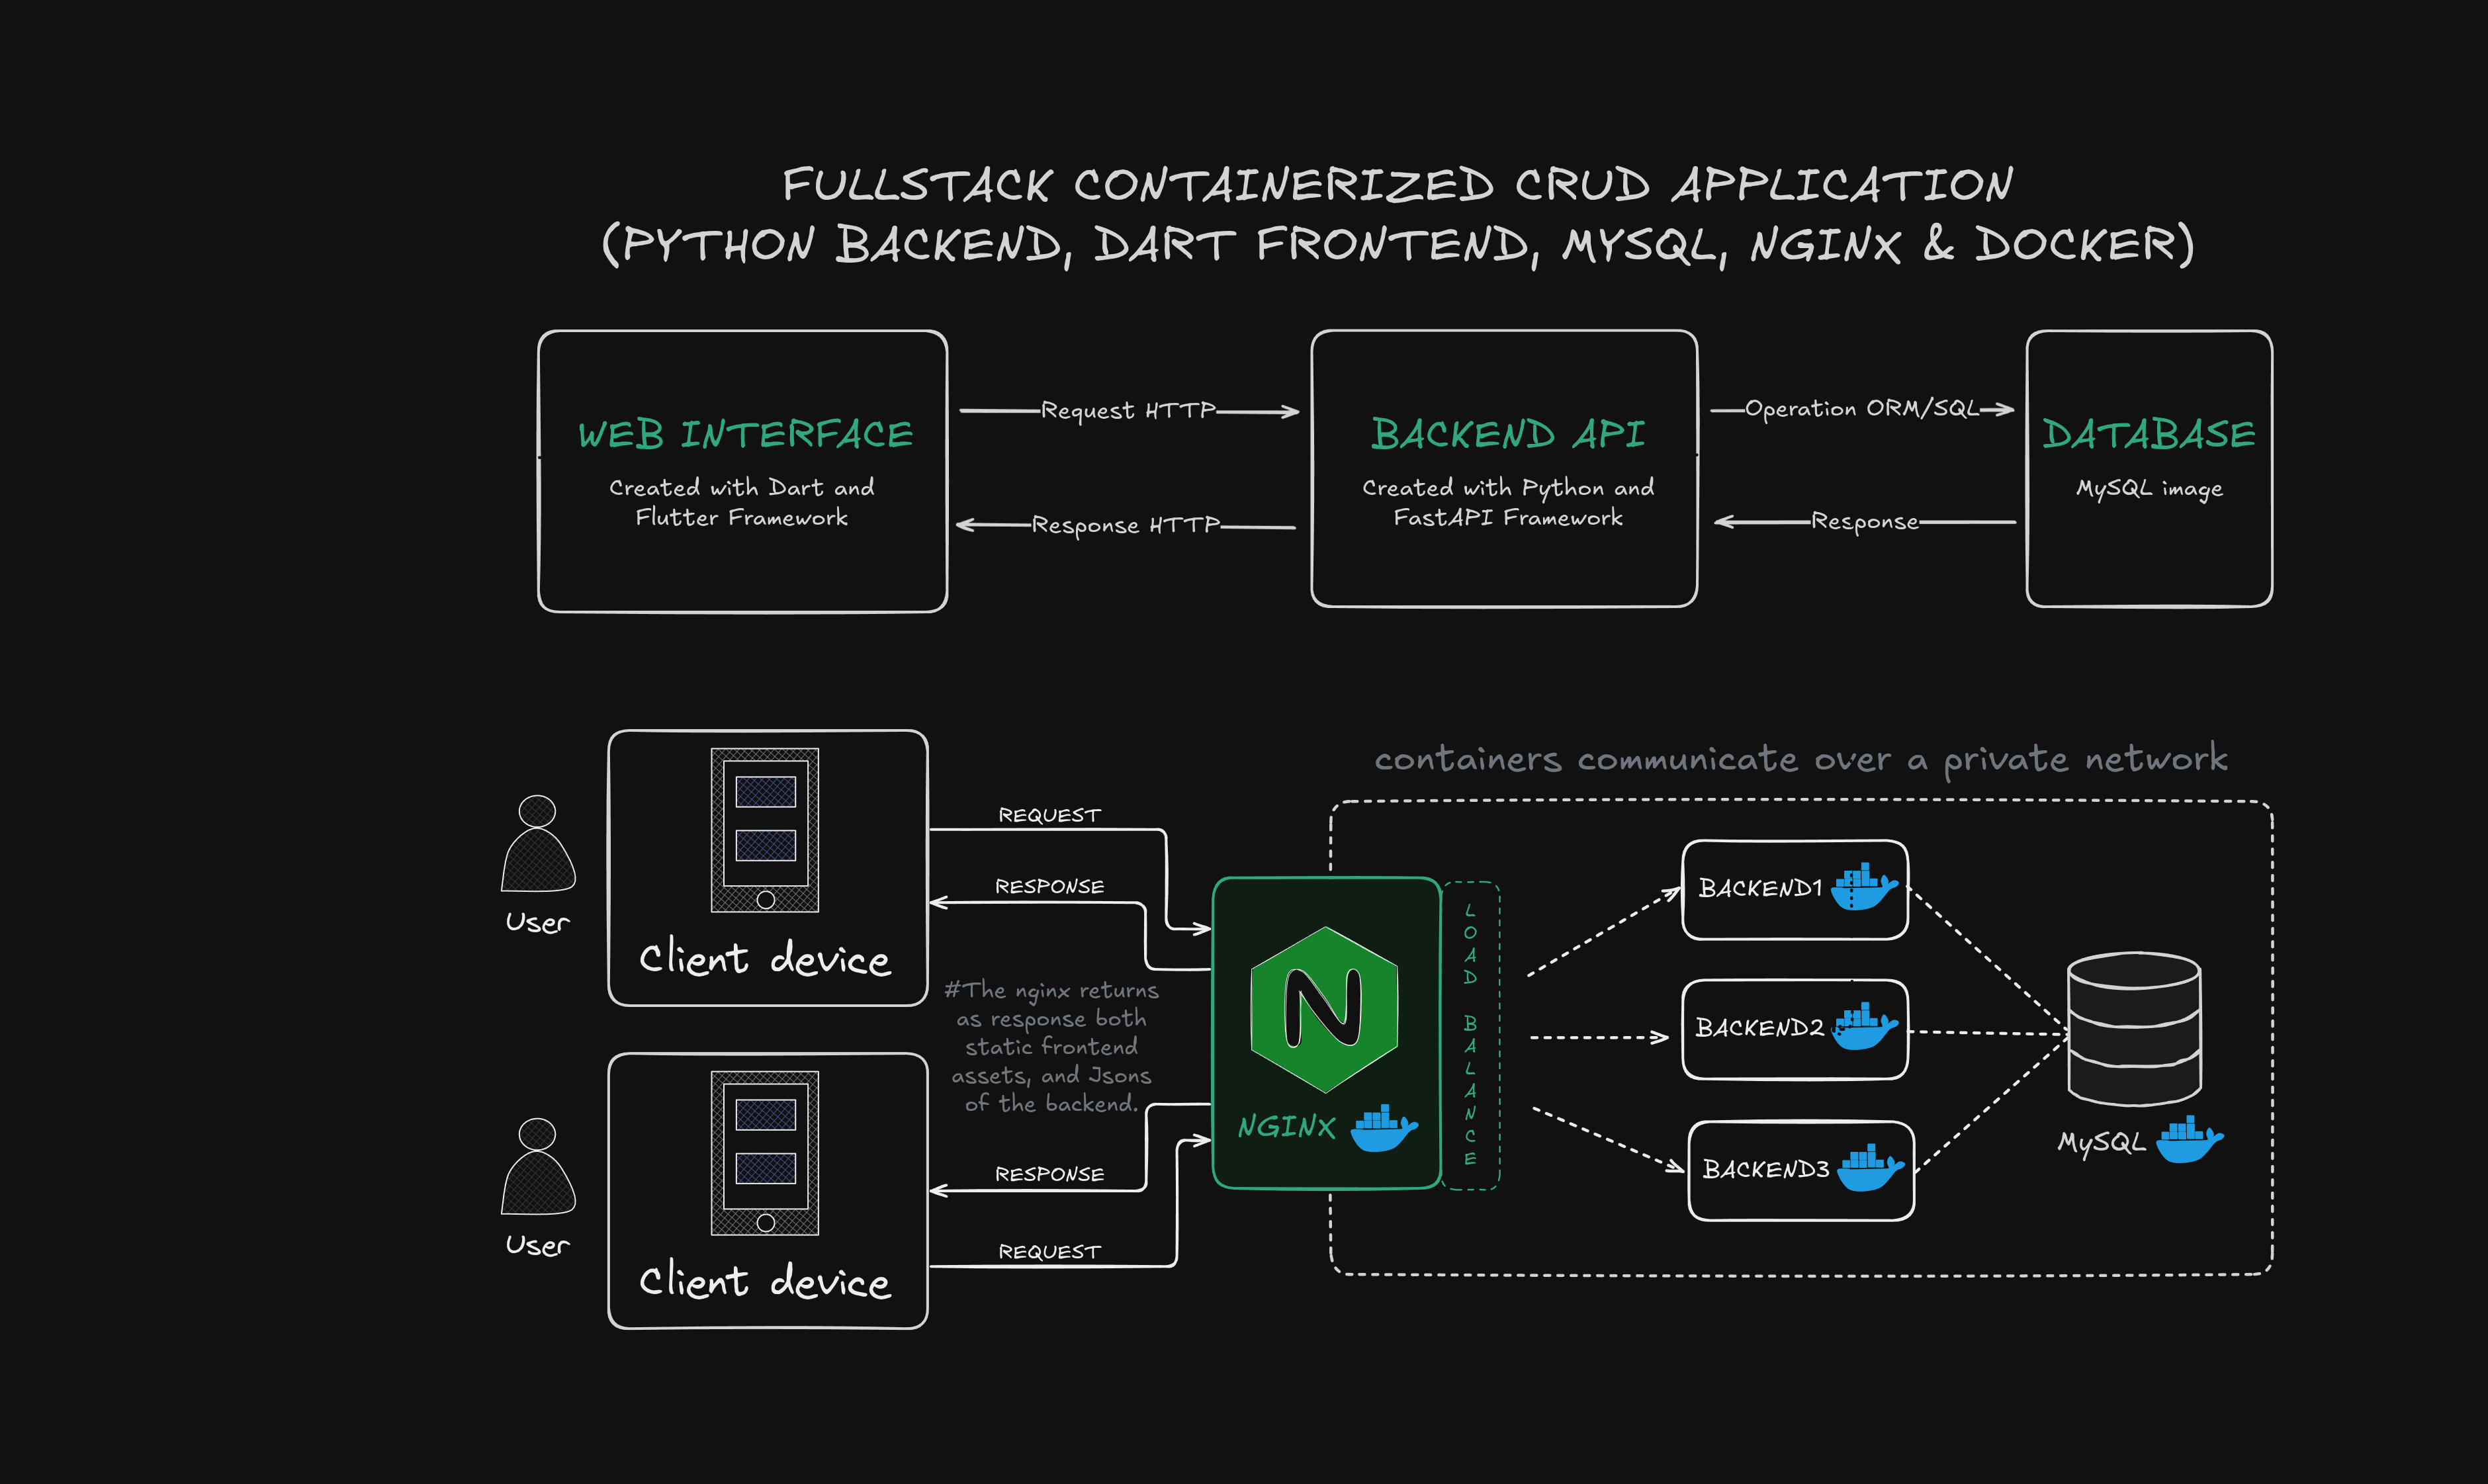 FULLSTACK CONTAINERIZED CRUD APPLICATION
(PYTHON BACKEND, DART FRONTEND, MYSQL, NGINX & DOCKER)
WEB INTERFACE
Created with Dart and
Flutter Framework
Request HTTP
Response HTTP
BACKEND API
Created with Python and
FastAPI Framework
Operation ORM/SQL
Response
DATABASE
MySQL image
User
Client device
REQUEST
RESPONSE
#The nginx returns
as response both
static frontend
assets, and Jsons
of the backend.
User
Client device
RESPONSE
REQUEST
N
NGINX
LOAD BALANCE
containers communicate over a private network
BACKEND1
BACKEND2
BACKEND3
MySQL